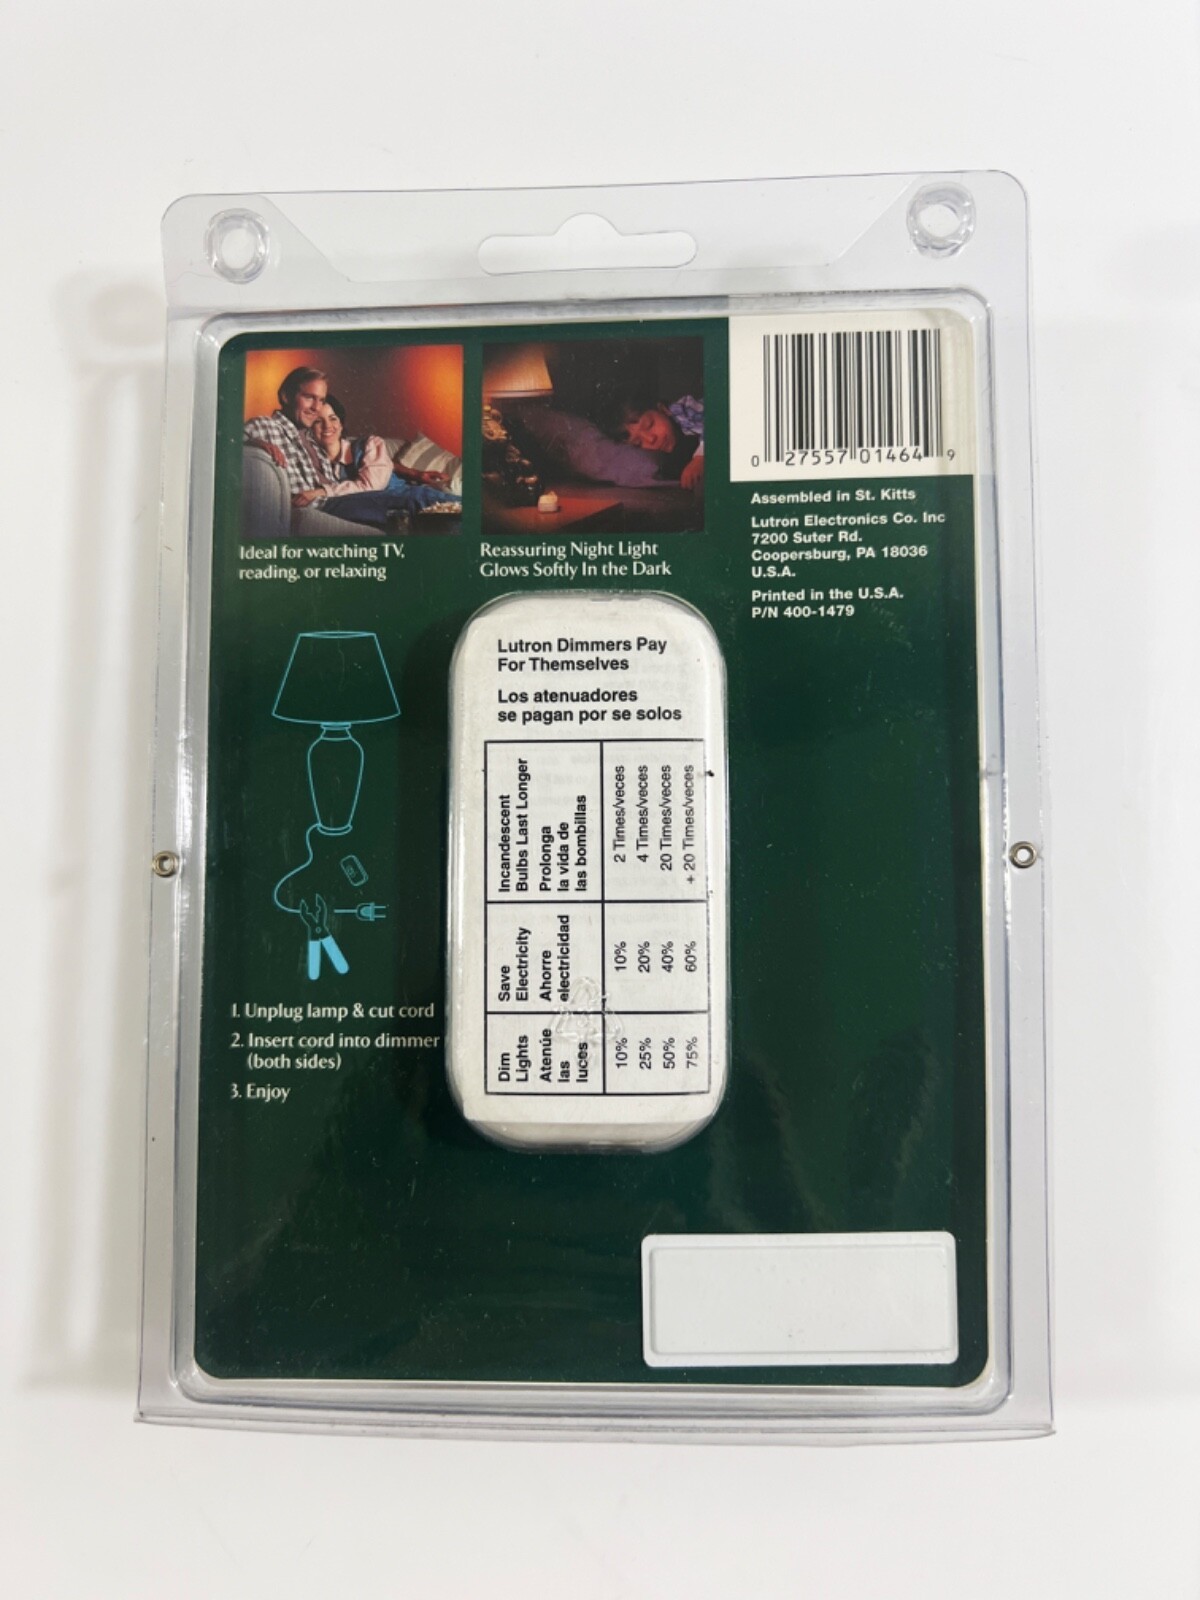 Ideal for watching TV,
reading, or relaxing
Reassuring Night Light
Glows Softly In the Dark
0 27557 01464 9
Assembled in St. Kitts
Lutron Electronics Co. Inc
7200 Suter Rd.
Coopersburg, PA 18036
U.S.A.
Printed in the U.S.A.
P/N 400-1479
1. Unplug lamp & cut cord
2. Insert cord into dimmer
(both sides)
3. Enjoy
Lutron Dimmers Pay
For Themselves
Los atenuadores
se pagan por se solos
Dim
Lights
Atenúe
las
luces
Save
Electricity
Ahorre
electricidad
Incandescent
Bulbs Last Longer
Prolonga
la vida de
las bombillas
10% 10% 2 Times/veces
25% 20% 4 Times/veces
50% 40% 20 Times/veces
75% 60% + 20 Times/veces